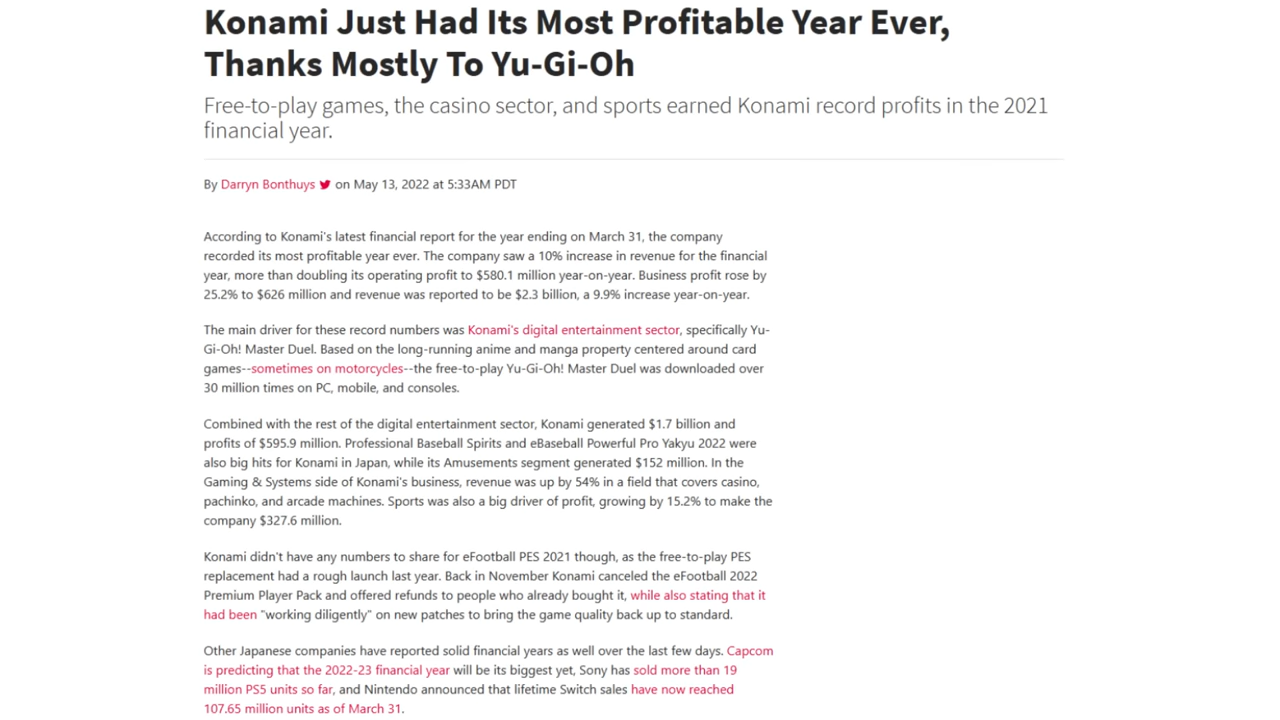 Konami Just Had Its Most Profitable Year Ever,
Thanks Mostly To Yu-Gi-Oh
Free-to-play games, the casino sector, and sports earned Konami record profits in the 2021
financial year.
By Darryn Bonthuys on May 13, 2022 at 5:33AM PDT
According to Konami's latest financial report for the year ending on March 31, the company
recorded its most profitable year ever. The company saw a 10% increase in revenue for the financial
year, more than doubling its operating profit to $580.1 million year-on-year. Business profit rose by
25.2% to $626 million and revenue was reported to be $2.3 billion, a 9.9% increase year-on-year.
The main driver for these record numbers was Konami's digital entertainment sector, specifically Yu-
Gi-Oh! Master Duel. Based on the long-running anime and manga property centered around card
games--sometimes on motorcycles--the free-to-play Yu-Gi-Oh! Master Duel was downloaded over
30 million times on PC, mobile, and consoles.
Combined with the rest of the digital entertainment sector, Konami generated $1.7 billion and
profits of $595.9 million. Professional Baseball Spirits and eBaseball Powerful Pro Yakyu 2022 were
also big hits for Konami in Japan, while its Amusements segment generated $152 million. In the
Gaming & Systems side of Konami's business, revenue was up by 54% in a field that covers casino,
pachinko, and arcade machines. Sports was also a big driver of profit, growing by 15.2% to make the
company $327.6 million.
Konami didn't have any numbers to share for eFootball PES 2021 though, as the free-to-play PES
replacement had a rough launch last year. Back in November Konami canceled the eFootball 2022
Premium Player Pack and offered refunds to people who already bought it, while also stating that it
had been "working diligently" on new patches to bring the game quality back up to standard.
Other Japanese companies have reported solid financial years as well over the last few days. Capcom
is predicting that the 2022-23 financial year will be its biggest yet, Sony has sold more than 19
million PS5 units so far, and Nintendo announced that lifetime Switch sales have now reached
107.65 million units as of March 31.